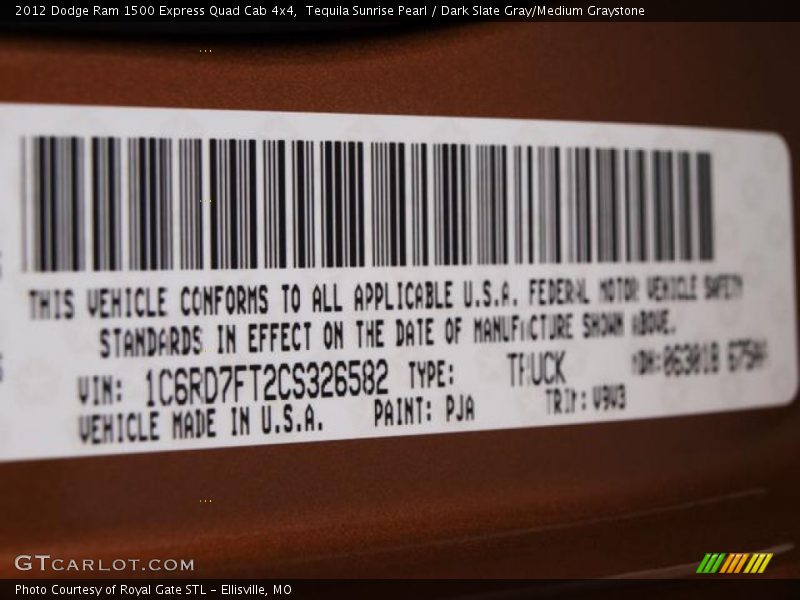 2012 Dodge Ram 1500 Express Quad Cab 4x4,  Tequila Sunrise Pearl / Dark Slate Gray/Medium Graystone
THIS VEHICLE CONFORMS TO ALL APPLICABLE U.S.A. FEDERAL MOTOR VEHICLE SAFETY
STANDARDS IN EFFECT ON THE DATE OF MANUFACTURE SHOWN ABOVE.
VIN: 1C6RD7FT2CS326582 TYPE: TRUCK MDH:
VEHICLE MADE IN U.S.A. PAINT: PJA TRIM: V9V3
GTCARLOT.COM
Photo Courtesy of Royal Gate STL – Ellisville, MO